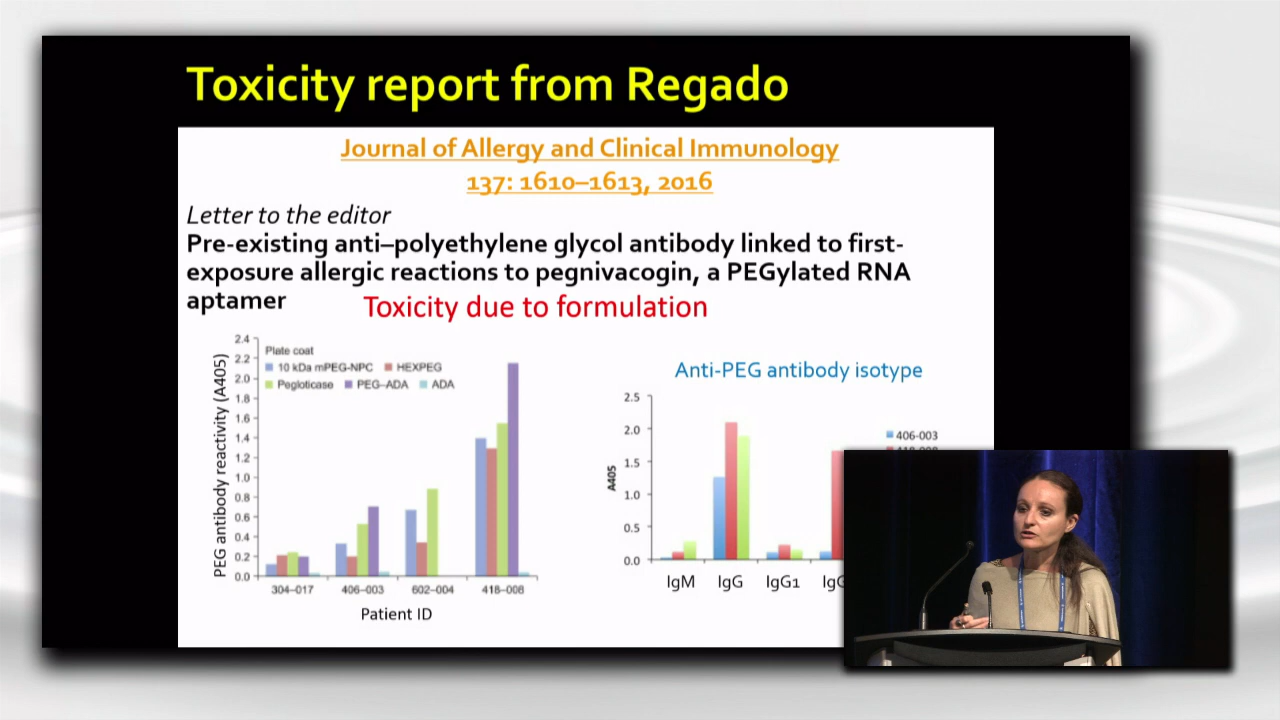 Toxicity report from Regado
Journal of Allergy and Clinical Immunology
137: 1610–1613, 2016
Letter to the editor
Pre-existing anti–polyethylene glycol antibody linked to first-
exposure allergic reactions to pegnivacogin, a PEGylated RNA
aptamer
Toxicity due to formulation
PEG antibody reactivity (A405)
2.4
2.2
2.0
1.8
1.6
1.4
1.2
1.0
0.8
0.6
0.4
0.2
0.0
Plate coat
10 kDa mPEG-NPC HEXPEG
Pegloticase PEG–ADA ADA
304–017 406–003 602–004 418–008
Patient ID
Anti-PEG antibody isotype
A405
2.5
2.0
1.5
1.0
0.5
0.0
406-003
IgM IgG IgG1